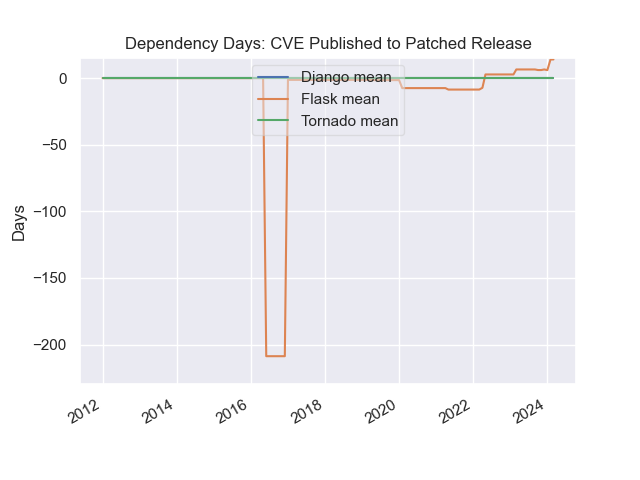 Dependency Days: CVE Published to Patched Release
0
Django mean
Flask mean
Tornado mean
−50
−100
−150
−200
Days
2012
2014
2016
2018
2020
2022
2024